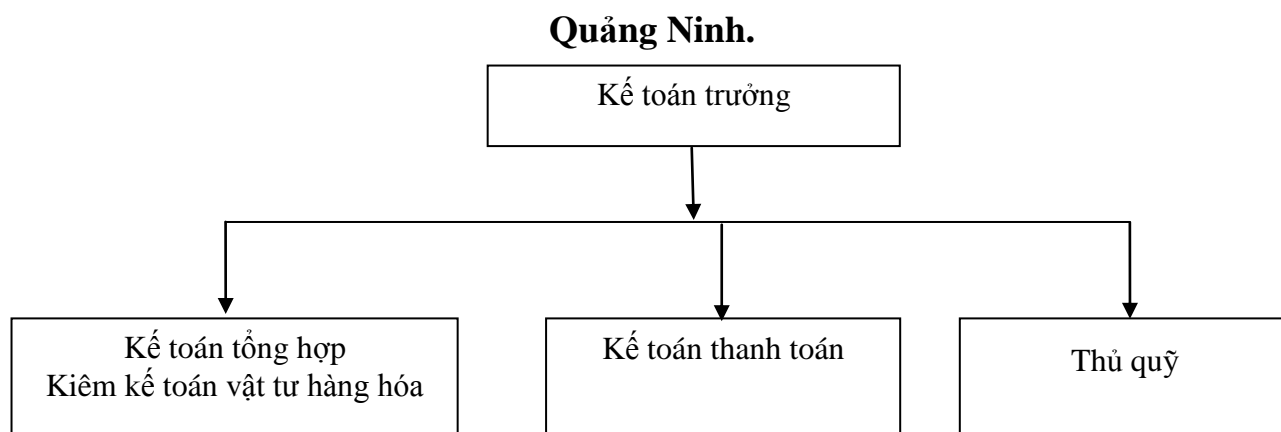 Quảng Ninh.
Kế toán trưởng
Kế toán tổng hợp
Kiêm kế toán vật tư hàng hóa
Kế toán thanh toán
Thủ quỹ